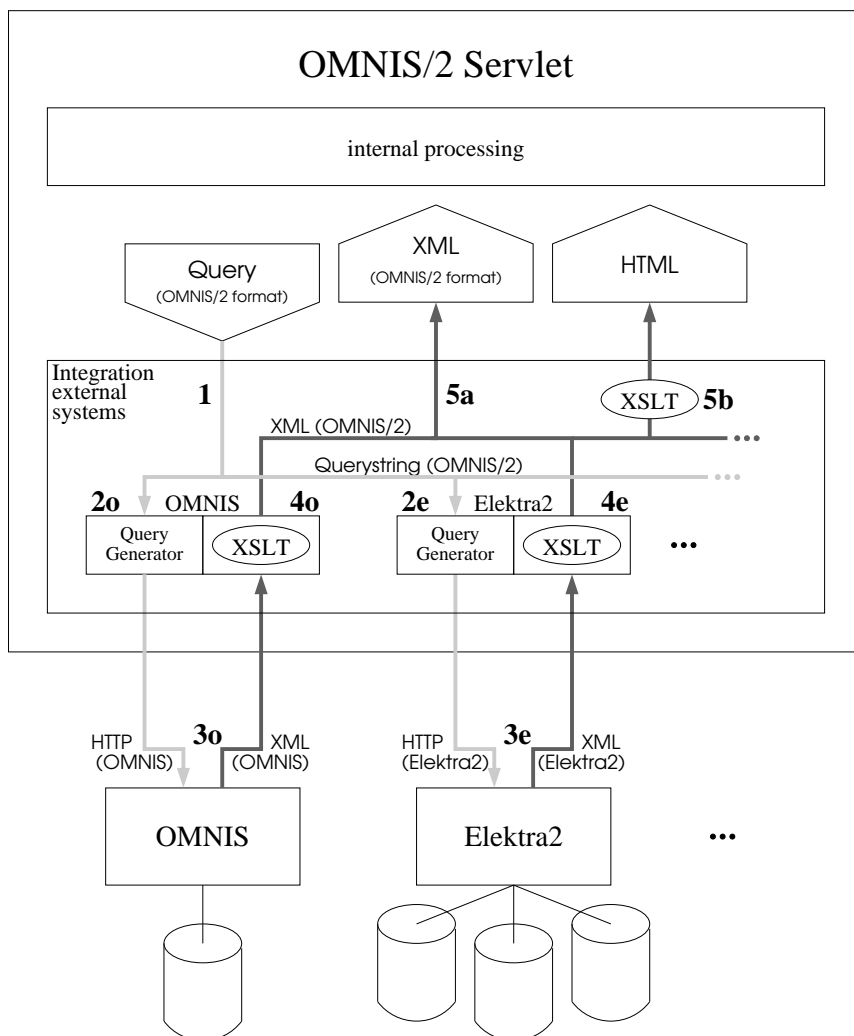 OMNIS/2 Servlet
internal processing
Query
(OMNIS/2 format)
XML
(OMNIS/2 format)
HTML
Integration
external
systems
1
5a
XSLT
5b
XML (OMNIS/2)
...
Querystring (OMNIS/2)
...
2o
OMNIS
4o
2e
Elektra2
4e
Query
Generator
XSLT
Query
Generator
XSLT
...
HTTP
(OMNIS)
3o
XML
(OMNIS)
HTTP
(Elektra2)
3e
XML
(Elektra2)
OMNIS
Elektra2
...